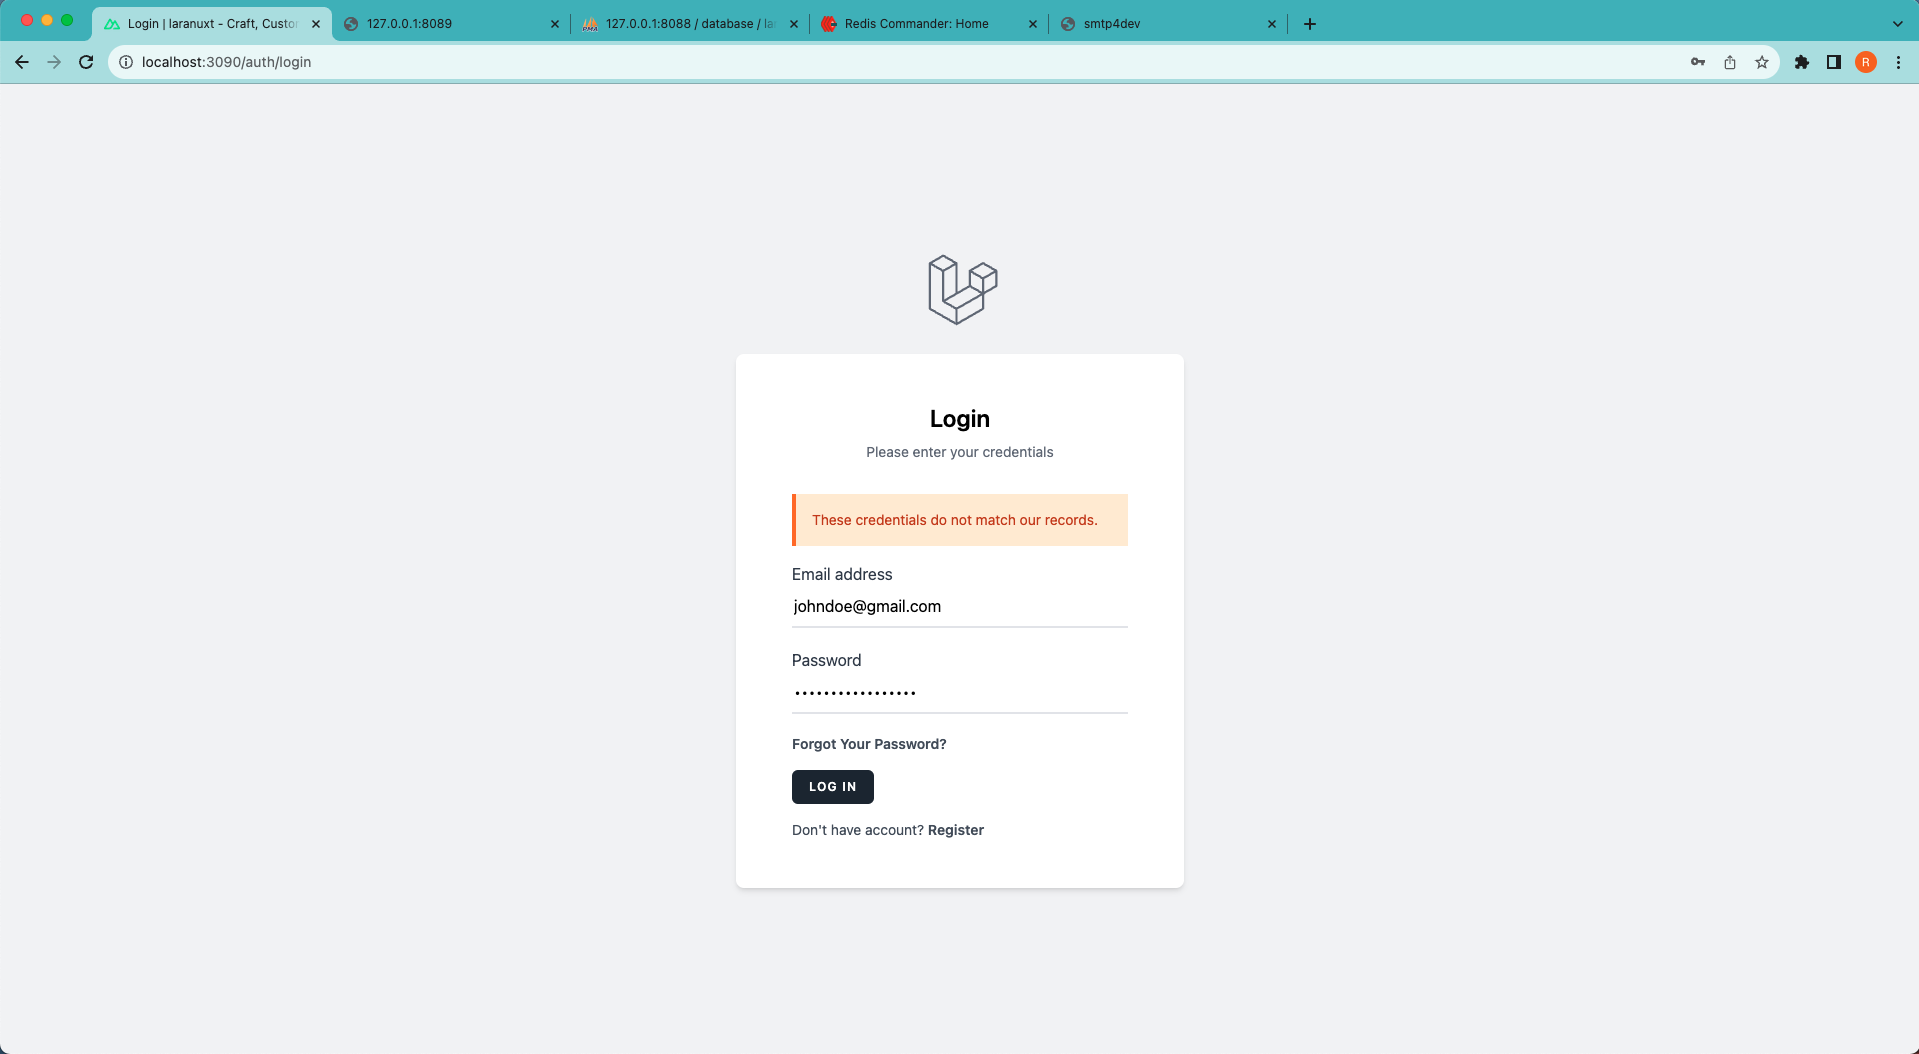 Login | laranuxt - Craft, Custor
127.0.0.1:8089
127.0.0.1:8088 / database / la
Redis Commander: Home
smtp4dev
localhost:3090/auth/login
R
Login
Please enter your credentials
These credentials do not match our records.
Email address
johndoe@gmail.com
Password
•••••••••••••••••
Forgot Your Password?
LOG IN
Don't have account? Register